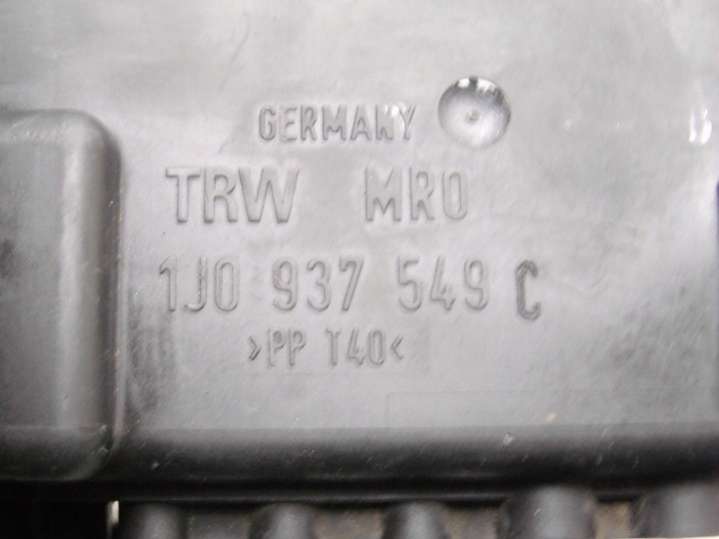 GERMANY
TRW MRO
1J0 937 549 C
>PP T40<